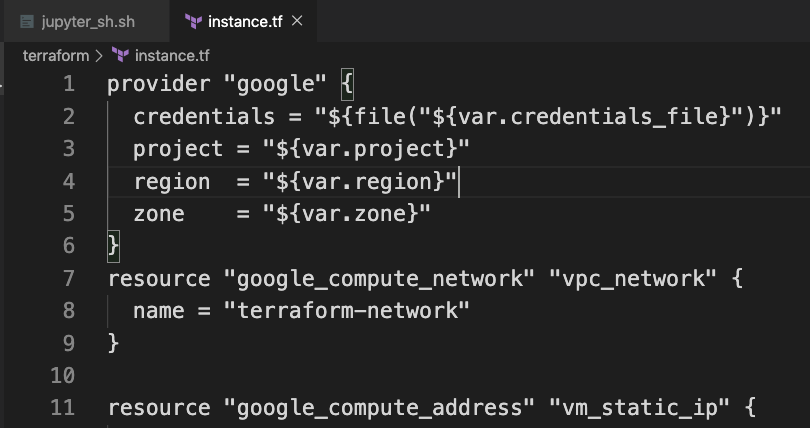 jupyter_sh.sh instance.tf ×
terraform > instance.tf
1 provider "google" {
2   credentials = "${file("${var.credentials_file}")}"
3   project = "${var.project}"
4   region  = "${var.region}"
5   zone    = "${var.zone}"
6 }
7 resource "google_compute_network" "vpc_network" {
8   name = "terraform-network"
9 }
10
11 resource "google_compute_address" "vm_static_ip" {